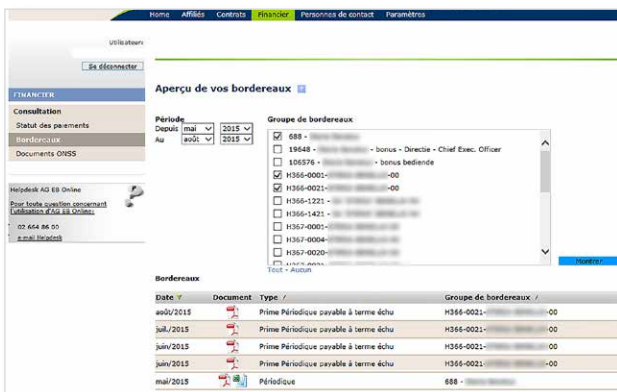 Home Affiliés Contrats Financier Personnes de contact Paramètres
Utilisateur:
Se déconnecter
FINANCIER
Consultation
Statut des paiements
Bordereaux
Documents ONSS
Helpdesk AG EB Online
Pour toute question concernant
l'utilisation d'AG EB Online:
02 664 86 00
e-mail Helpdesk
Aperçu de vos bordereaux
Période
Depuis mai 2015
Au août 2015
Groupe de bordereaux
688 -
19648 - - bonus - Directie - Chief Exec. Officer
106576 - - bonus bediende
H366-0001- -00
H366-0021- -00
H366-1221 -
H366-1421 -
H367-0001-
H367-0004-
H367-0020-
Tout - Aucun
Montrer
Bordereaux
Date Document Type / Groupe de bordereaux /
août/2015 Prime Périodique payable à terme échu H366-0021- -00
juil./2015 Prime Périodique payable à terme échu H366-0021- -00
juin/2015 Prime Périodique payable à terme échu H366-0021- -00
juin/2015 Prime Périodique payable à terme échu H366-0021- -00
mai/2015 Périodique 688 -